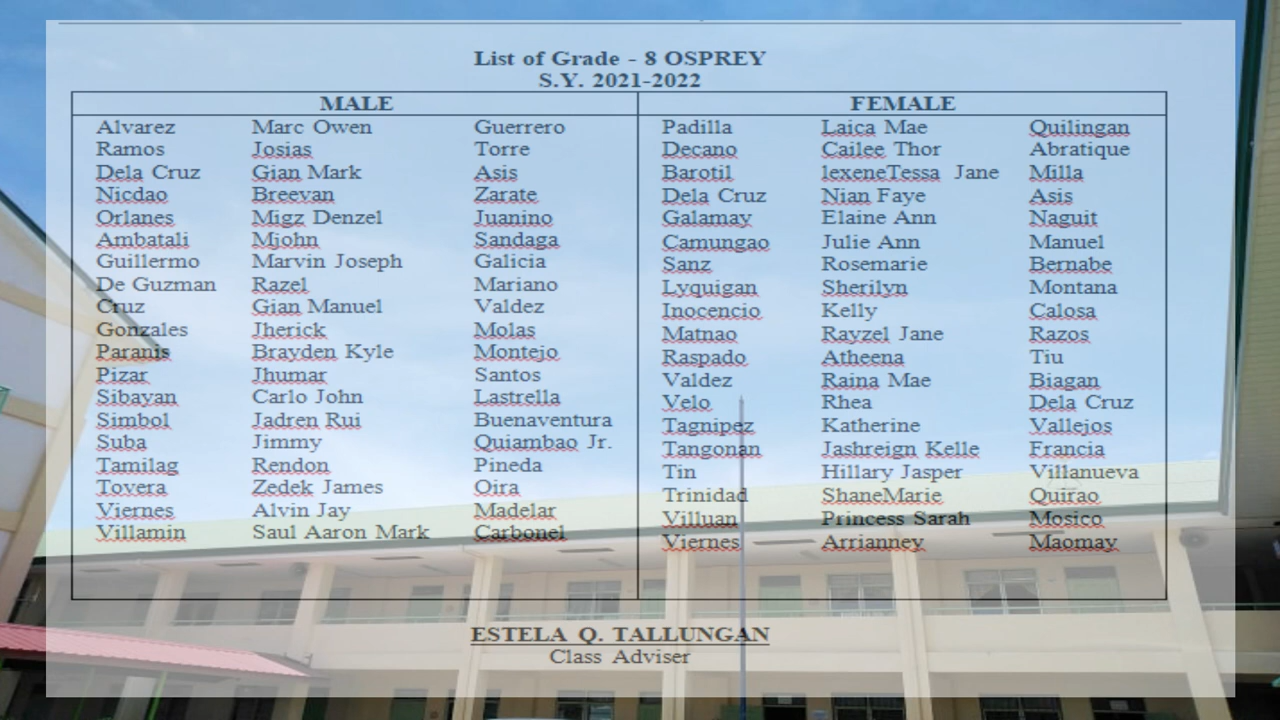 List of Grade - 8 OSPREY
S.Y. 2021-2022
MALE FEMALE
Alvarez Marc Owen Guerrero Padilla Laica Mae Quilingan
Ramos Josias Torre Decano Cailee Thor Abratique
Dela Cruz Gian Mark Asis Barotil lexeneTessa Jane Milla
Nicdao Breevan Zarate Dela Cruz Nian Faye Asis
Orlanes Migz Denzel Juanino Galamay Elaine Ann Naguit
Ambatali Mjohn Sandaga Camungao Julie Ann Manuel
Guillermo Marvin Joseph Galicia Sanz Rosemarie Bernabe
De Guzman Razel Mariano Lyquigan Sherilyn Montana
Cruz Gian Manuel Valdez Inocencio Kelly Calosa
Gonzales Jherick Molas Matnao Rayzel Jane Razos
Paranis Brayden Kyle Montejo Raspado Atheena Tiu
Pizar Jhumar Santos Valdez Raina Mae Biagan
Sibayan Carlo John Lastrella Velo Rhea Dela Cruz
Simbol Jadren Rui Buenaventura Tagnipez Katherine Vallejos
Suba Jimmy Quiambao Jr. Tangonan Jashreign Kelle Francia
Tamilag Rendon Pineda Tin Hillary Jasper Villanueva
Tovera Zedek James Oira Trinidad ShaneMarie Quirao
Viernes Alvin Jay Madelar Villuan Princess Sarah Mosico
Villamin Saul Aaron Mark Carbonel Viernes Arrianney Maomay
ESTELA Q. TALLUNGAN
Class Adviser